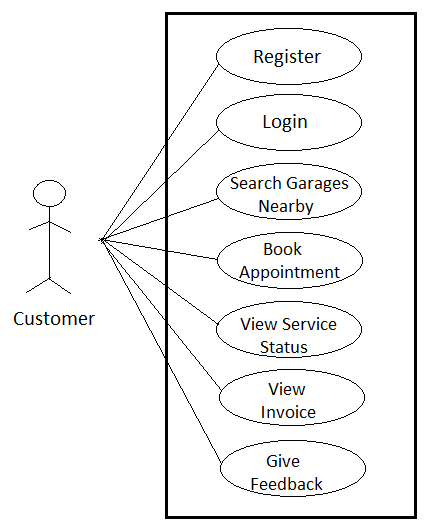 Register
Login
Search Garages
Nearby
Book
Appointment
Customer
View Service
Status
View
Invoice
Give
Feedback